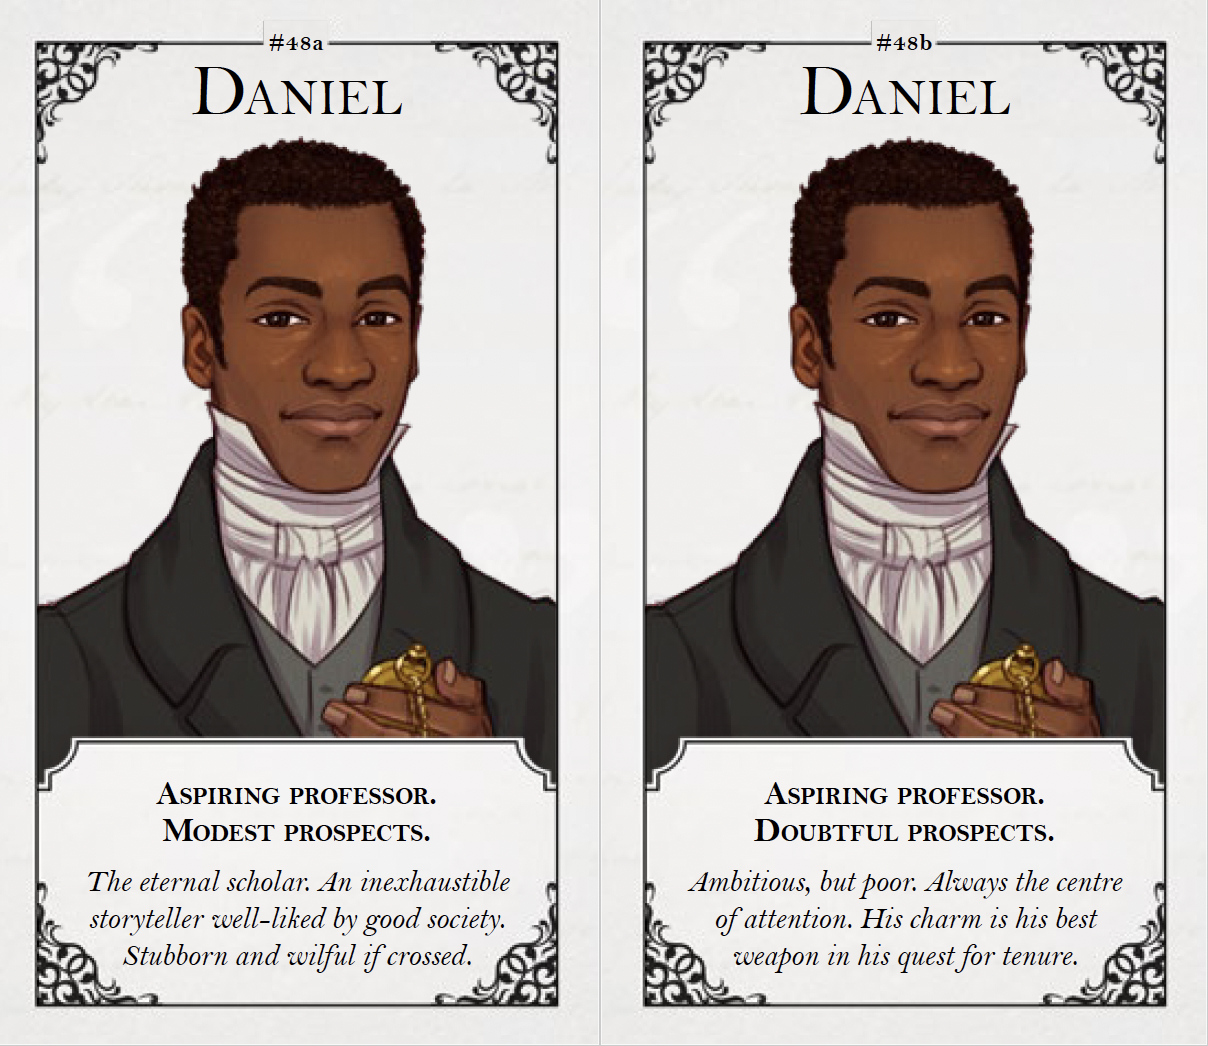 #48a
Daniel
Aspiring professor.
Modest prospects.
The eternal scholar. An inexhaustible
storyteller well-liked by good society.
Stubborn and wilful if crossed.
#48b
Daniel
Aspiring professor.
Doubtful prospects.
Ambitious, but poor. Always the centre
of attention. His charm is his best
weapon in his quest for tenure.